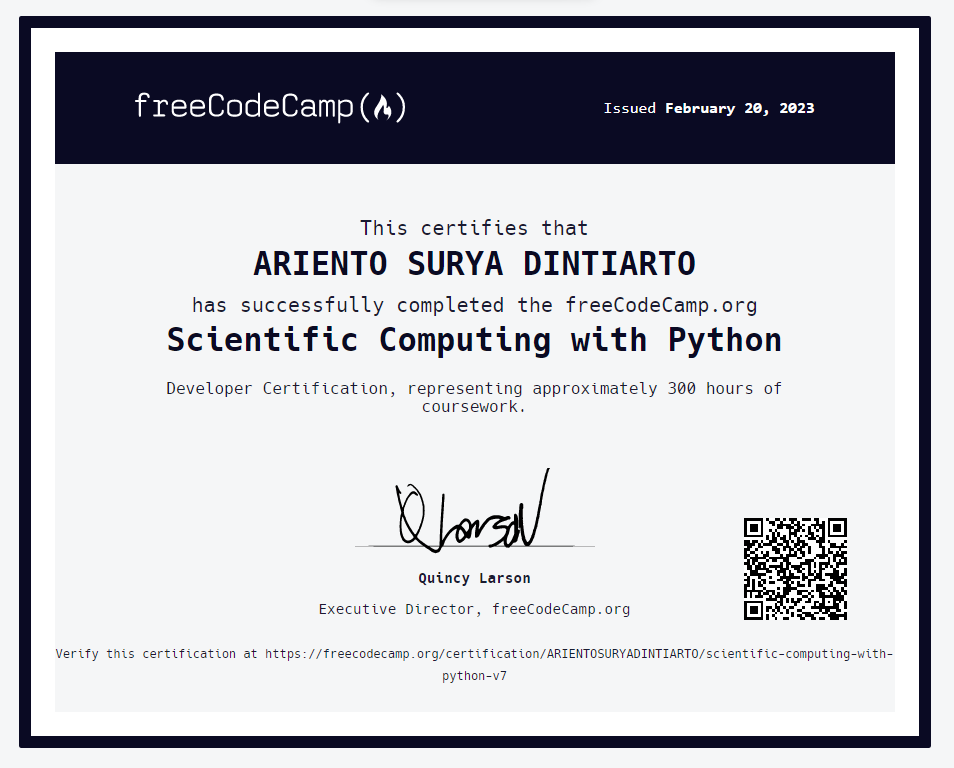 freeCodeCamp
Issued February 20, 2023
This certifies that
ARIENTO SURYA DINTIARTO
has successfully completed the freeCodeCamp.org
Scientific Computing with Python
Developer Certification, representing approximately 300 hours of
coursework.
Q Larson
Quincy Larson
Executive Director, freeCodeCamp.org
Verify this certification at https://freecodecamp.org/certification/ARIENTOSURYADINTIARTO/scientific-computing-with-
python-v7